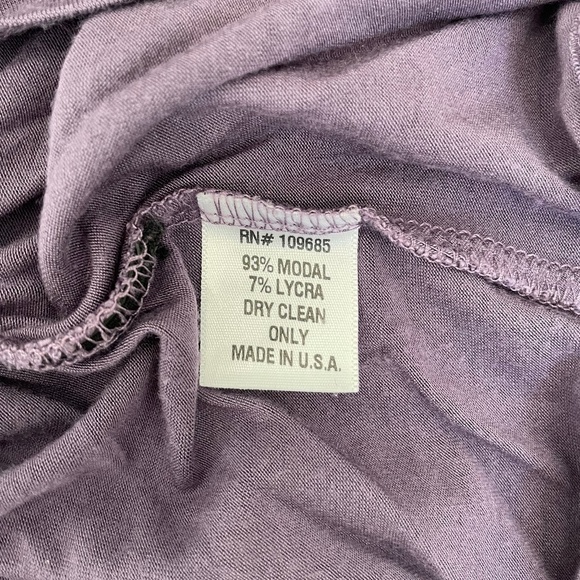 RN# 109685
93% MODAL
7% LYCRA
DRY CLEAN
ONLY
MADE IN U.S.A.